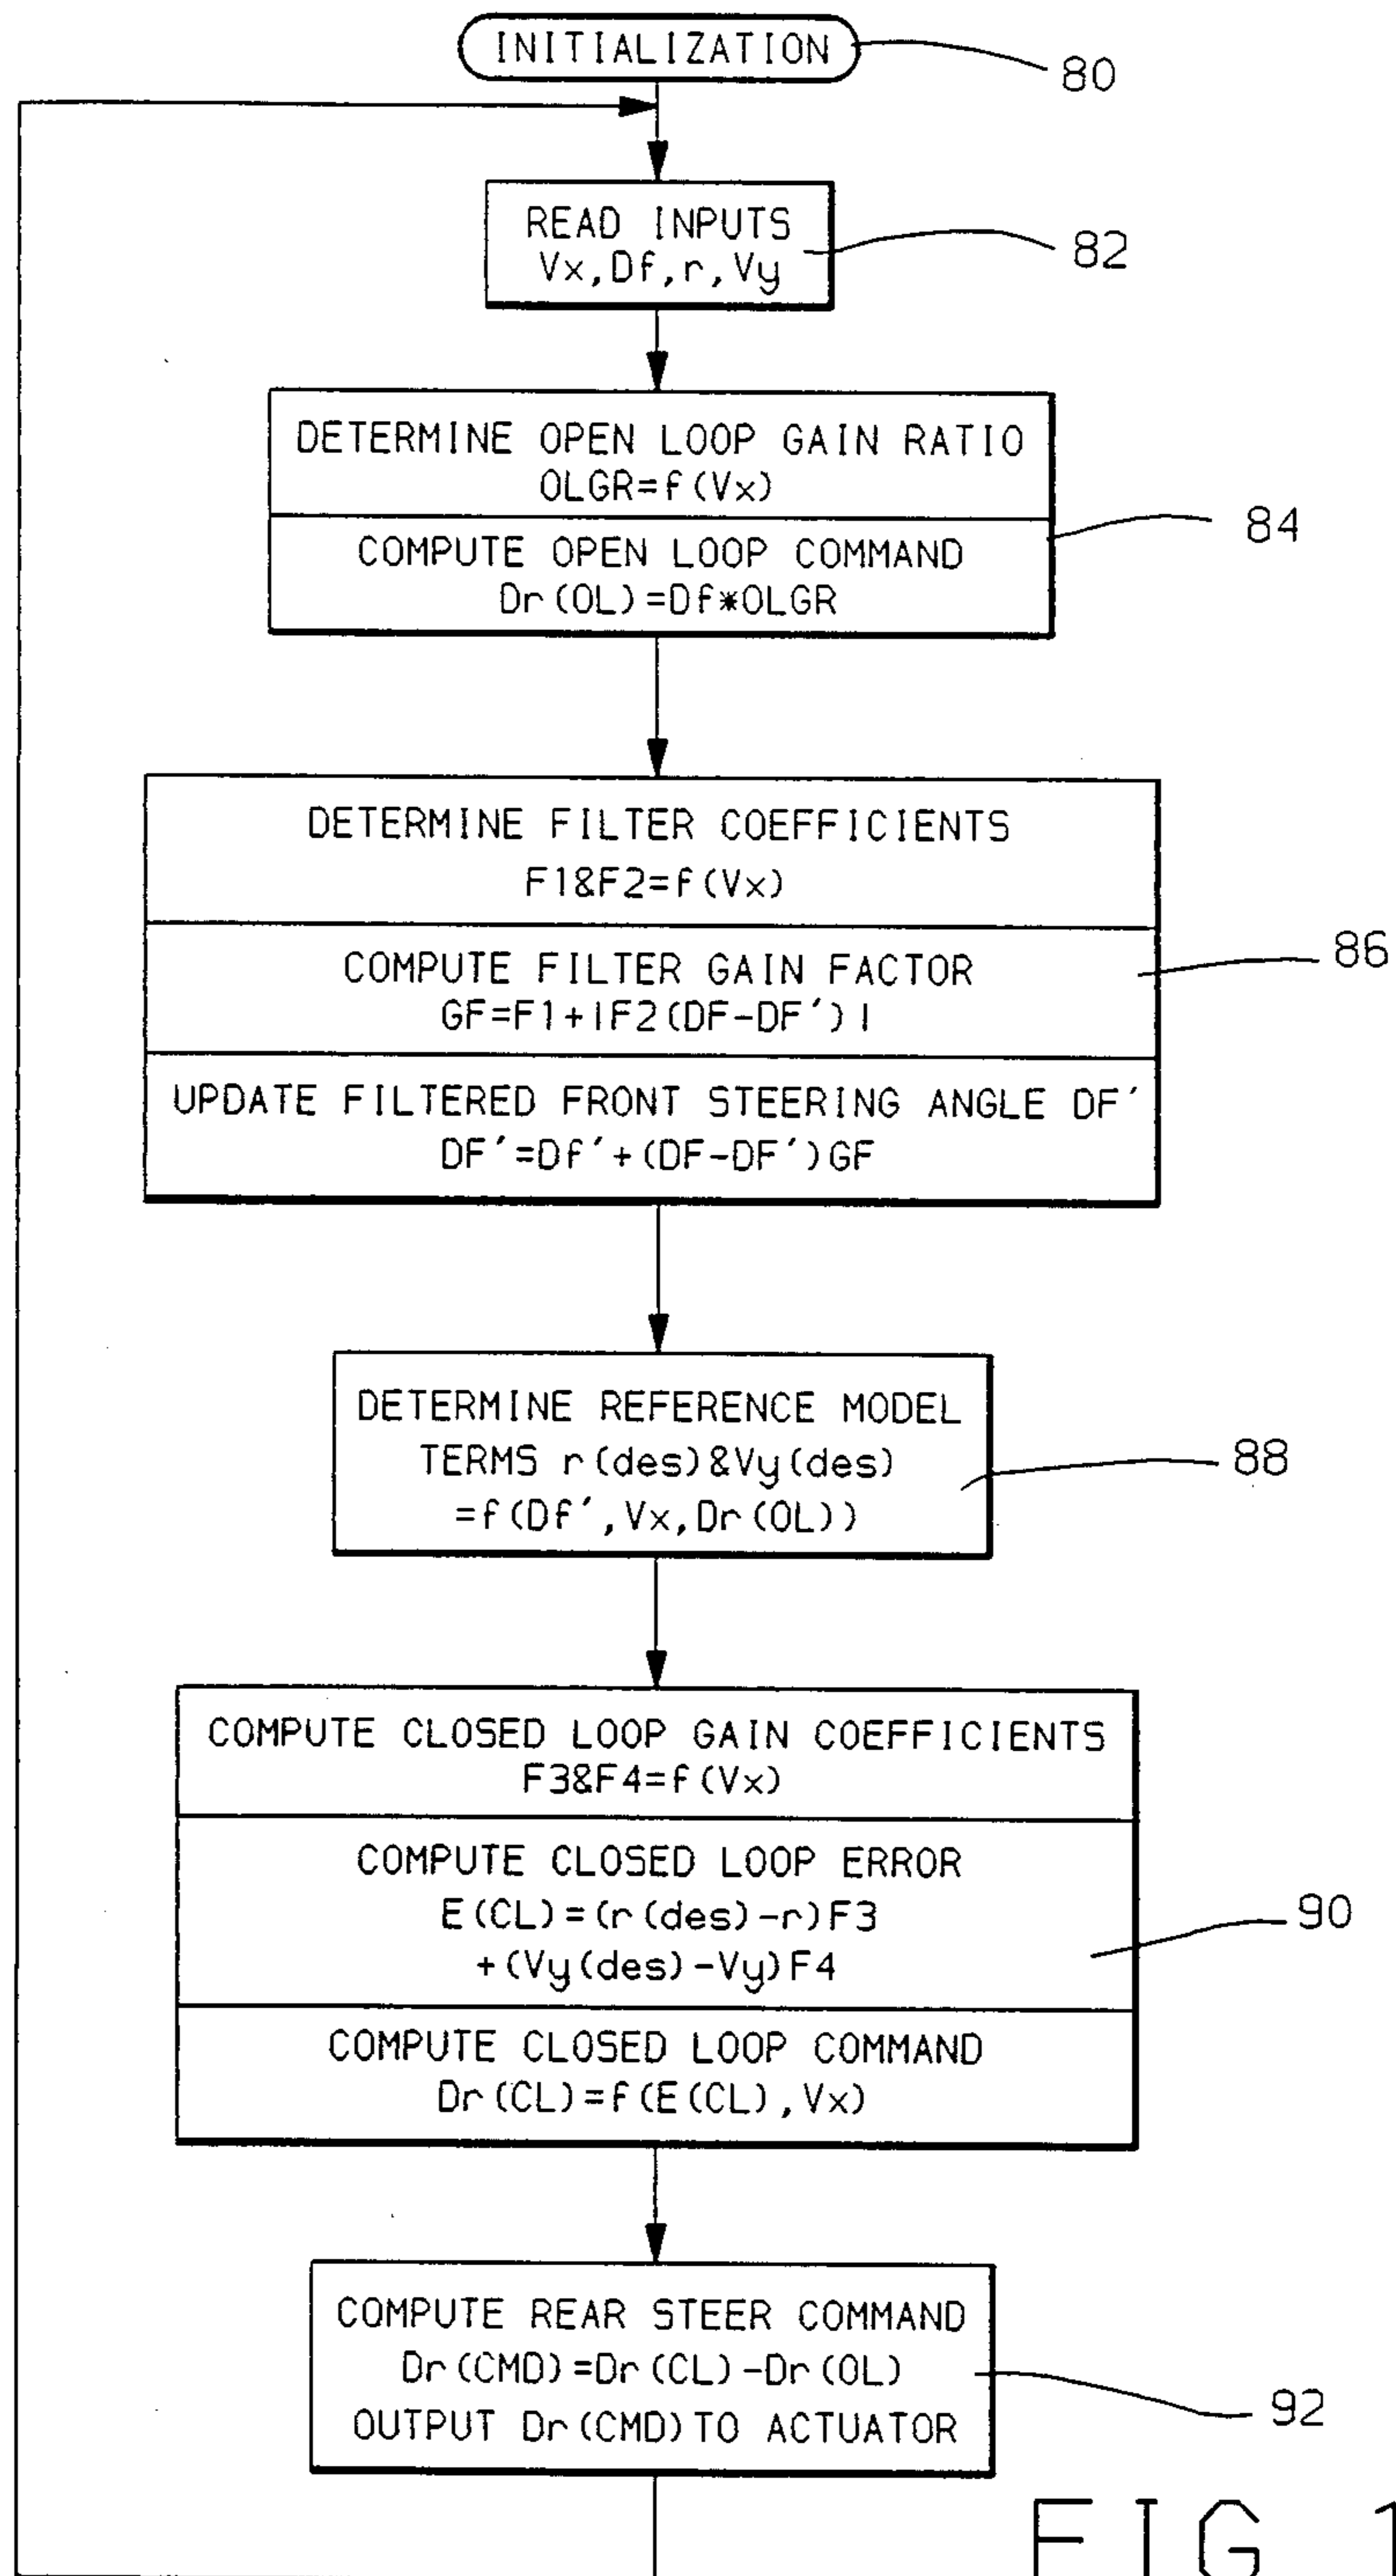 INITIALIZATION
80
READ INPUTS
Vx,Df,r,Vy
82
DETERMINE OPEN LOOP GAIN RATIO
OLGR=f(Vx)
COMPUTE OPEN LOOP COMMAND
Dr(OL)=Df*OLGR
84
DETERMINE FILTER COEFFICIENTS
F1&F2=f(Vx)
COMPUTE FILTER GAIN FACTOR
GF=F1+|F2(DF-DF')|
86
UPDATE FILTERED FRONT STEERING ANGLE DF'
DF'=Df'+(DF-DF')GF
DETERMINE REFERENCE MODEL
TERMS r(des)&Vy(des)
=f(Df',Vx,Dr(OL))
88
COMPUTE CLOSED LOOP GAIN COEFFICIENTS
F3&F4=f(Vx)
COMPUTE CLOSED LOOP ERROR
E(CL)=(r(des)-r)F3
+(Vy(des)-Vy)F4
90
COMPUTE CLOSED LOOP COMMAND
Dr(CL)=f(E(CL),Vx)
COMPUTE REAR STEER COMMAND
Dr(CMD)=Dr(CL)-Dr(OL)
OUTPUT Dr(CMD)TO ACTUATOR
92
FIG 1